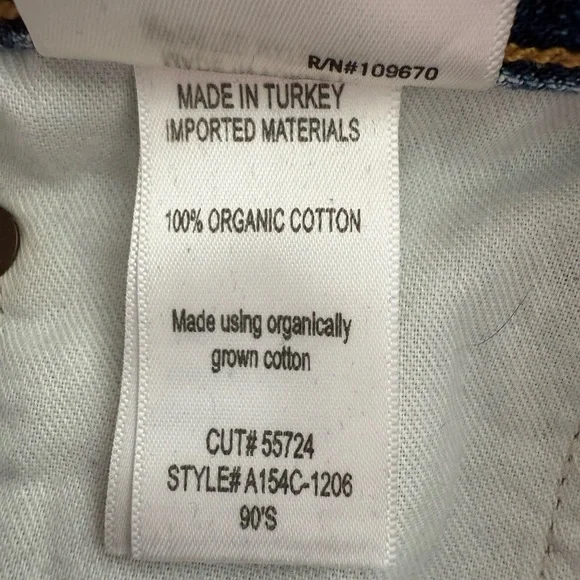 R/N#109670
MADE IN TURKEY
IMPORTED MATERIALS
100% ORGANIC COTTON
Made using organically
grown cotton
CUT# 55724
STYLE# A154C-1206
90'S